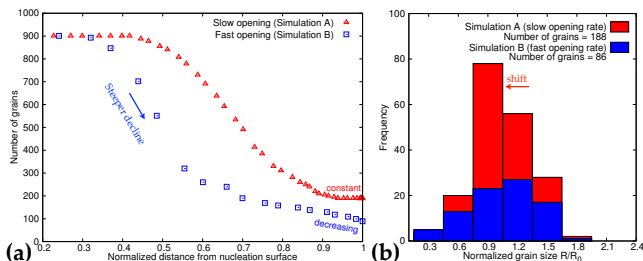 (a)
Number of grains
1000
900
800
700
600
500
400
300
200
100
0
0.2
0.3
0.4
0.5
0.6
0.7
0.8
0.9
1
Normalized distance from nucleation surface
Slow opening (Simulation A)
Fast opening (Simulation B)
Steeper decline
constant
decreasing
(b)
Frequency
100
80
60
40
20
0
0.3
0.6
0.9
1.2
1.5
1.8
2.1
2.4
Normalized grain size R/R0
Simulation A (slow opening rate)
Number of grains = 188
Simulation B (fast opening rate)
Number of grains = 86
shift